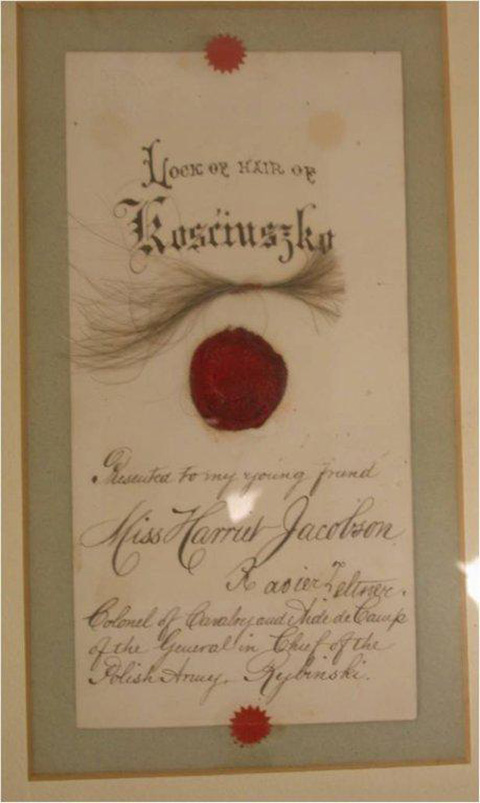 Lock of hair of
Kosćiuszko
Presented to my young friend
Miss Harriet Jacobson
Xavier Zeltner.
Colonel of Cavalry and Aide de Camp
of the General in Chief of the
Polish Army. Rybinski.